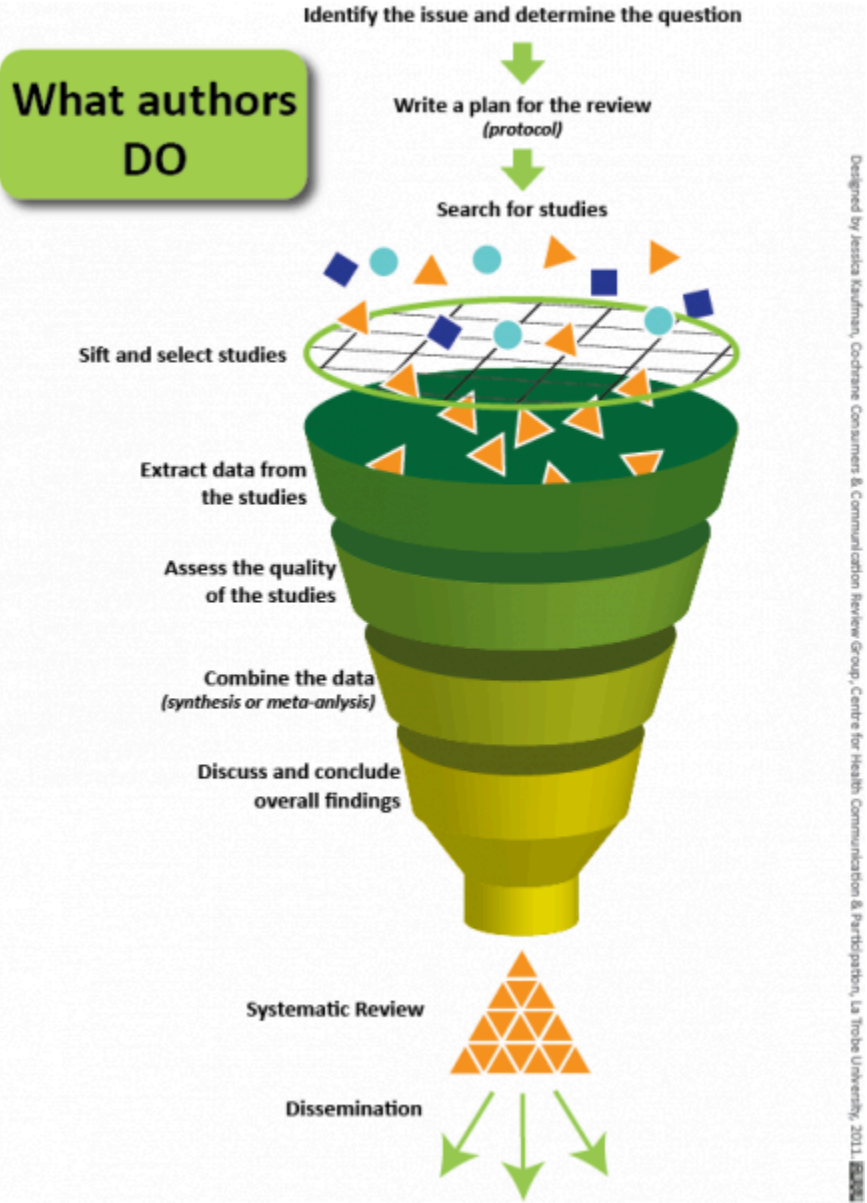 Identify the issue and determine the question
What authors
DO
Write a plan for the review
(protocol)
Search for studies
Sift and select studies
Extract data from
the studies
Assess the quality
of the studies
Combine the data
(synthesis or meta-anlysis)
Discuss and conclude
overall findings
Systematic Review
Dissemination
Designed by Jessica Kaufman, Cochrane Consumers & Communication Review Group, Centre for Health Communication & Participation, La Trobe University, 2011.